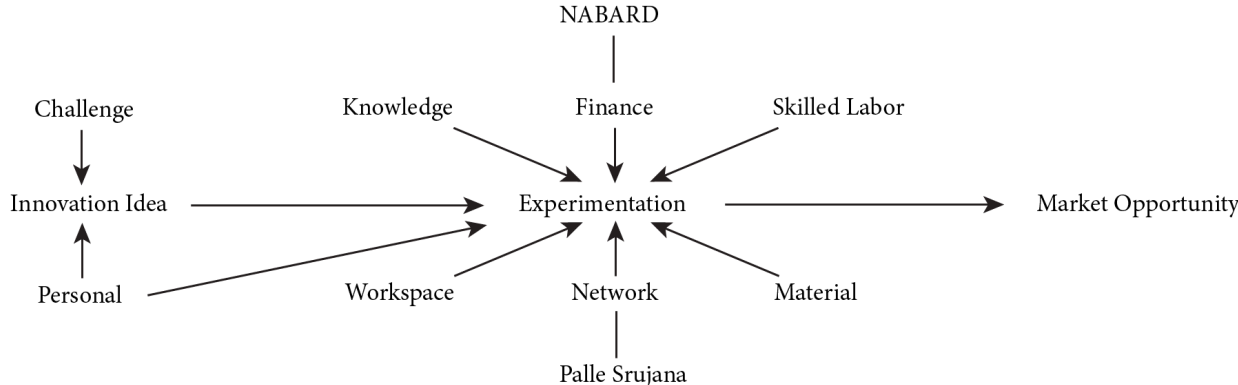 NABARD
Challenge
Knowledge
Finance
Skilled Labor
Innovation Idea
Experimentation
Market Opportunity
Personal
Workspace
Network
Material
Palle Srujana